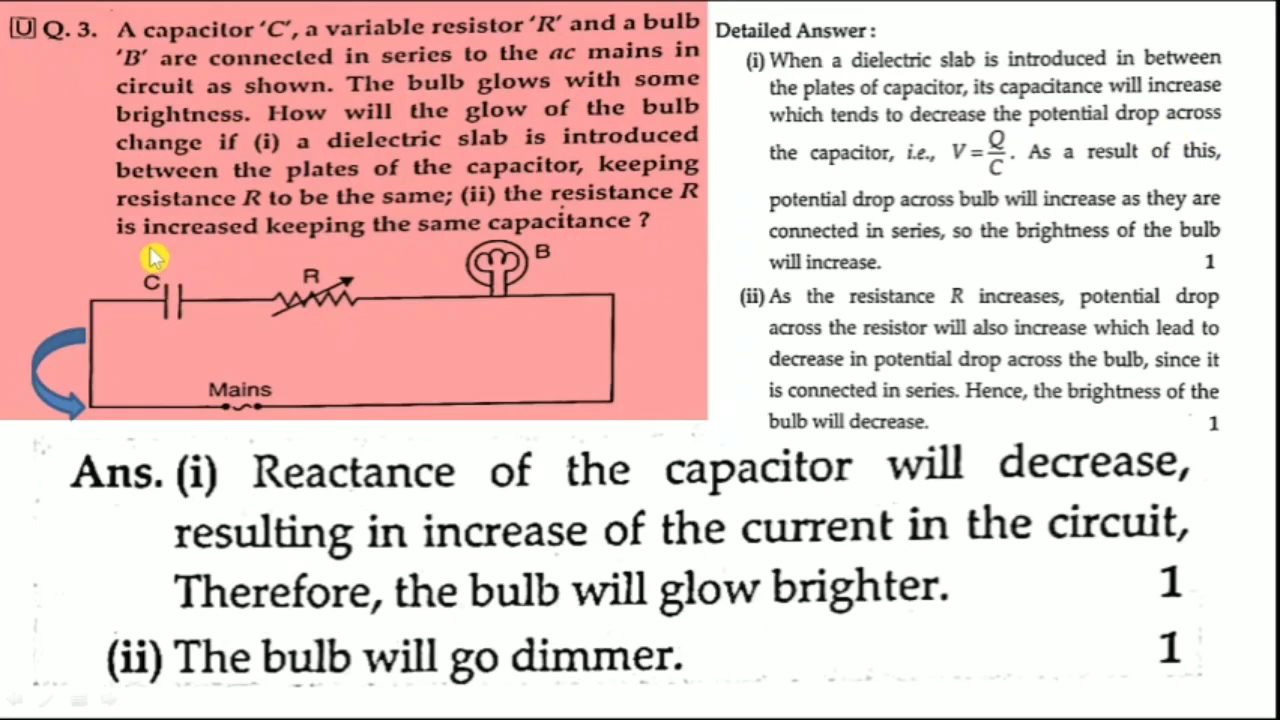 U Q. 3. A capacitor 'C', a variable resistor 'R' and a bulb
'B' are connected in series to the ac mains in
circuit as shown. The bulb glows with some
brightness. How will the glow of the bulb
change if (i) a dielectric slab is introduced
between the plates of the capacitor, keeping
resistance R to be the same; (ii) the resistance R
is increased keeping the same capacitance ?
C
R
B
Mains
Detailed Answer :
(i) When a dielectric slab is introduced in between
the plates of capacitor, its capacitance will increase
which tends to decrease the potential drop across
the capacitor, i.e., V = Q/C. As a result of this,
potential drop across bulb will increase as they are
connected in series, so the brightness of the bulb
will increase. 1
(ii) As the resistance R increases, potential drop
across the resistor will also increase which lead to
decrease in potential drop across the bulb, since it
is connected in series. Hence, the brightness of the
bulb will decrease. 1
Ans. (i) Reactance of the capacitor will decrease,
resulting in increase of the current in the circuit,
Therefore, the bulb will glow brighter. 1
(ii) The bulb will go dimmer. 1